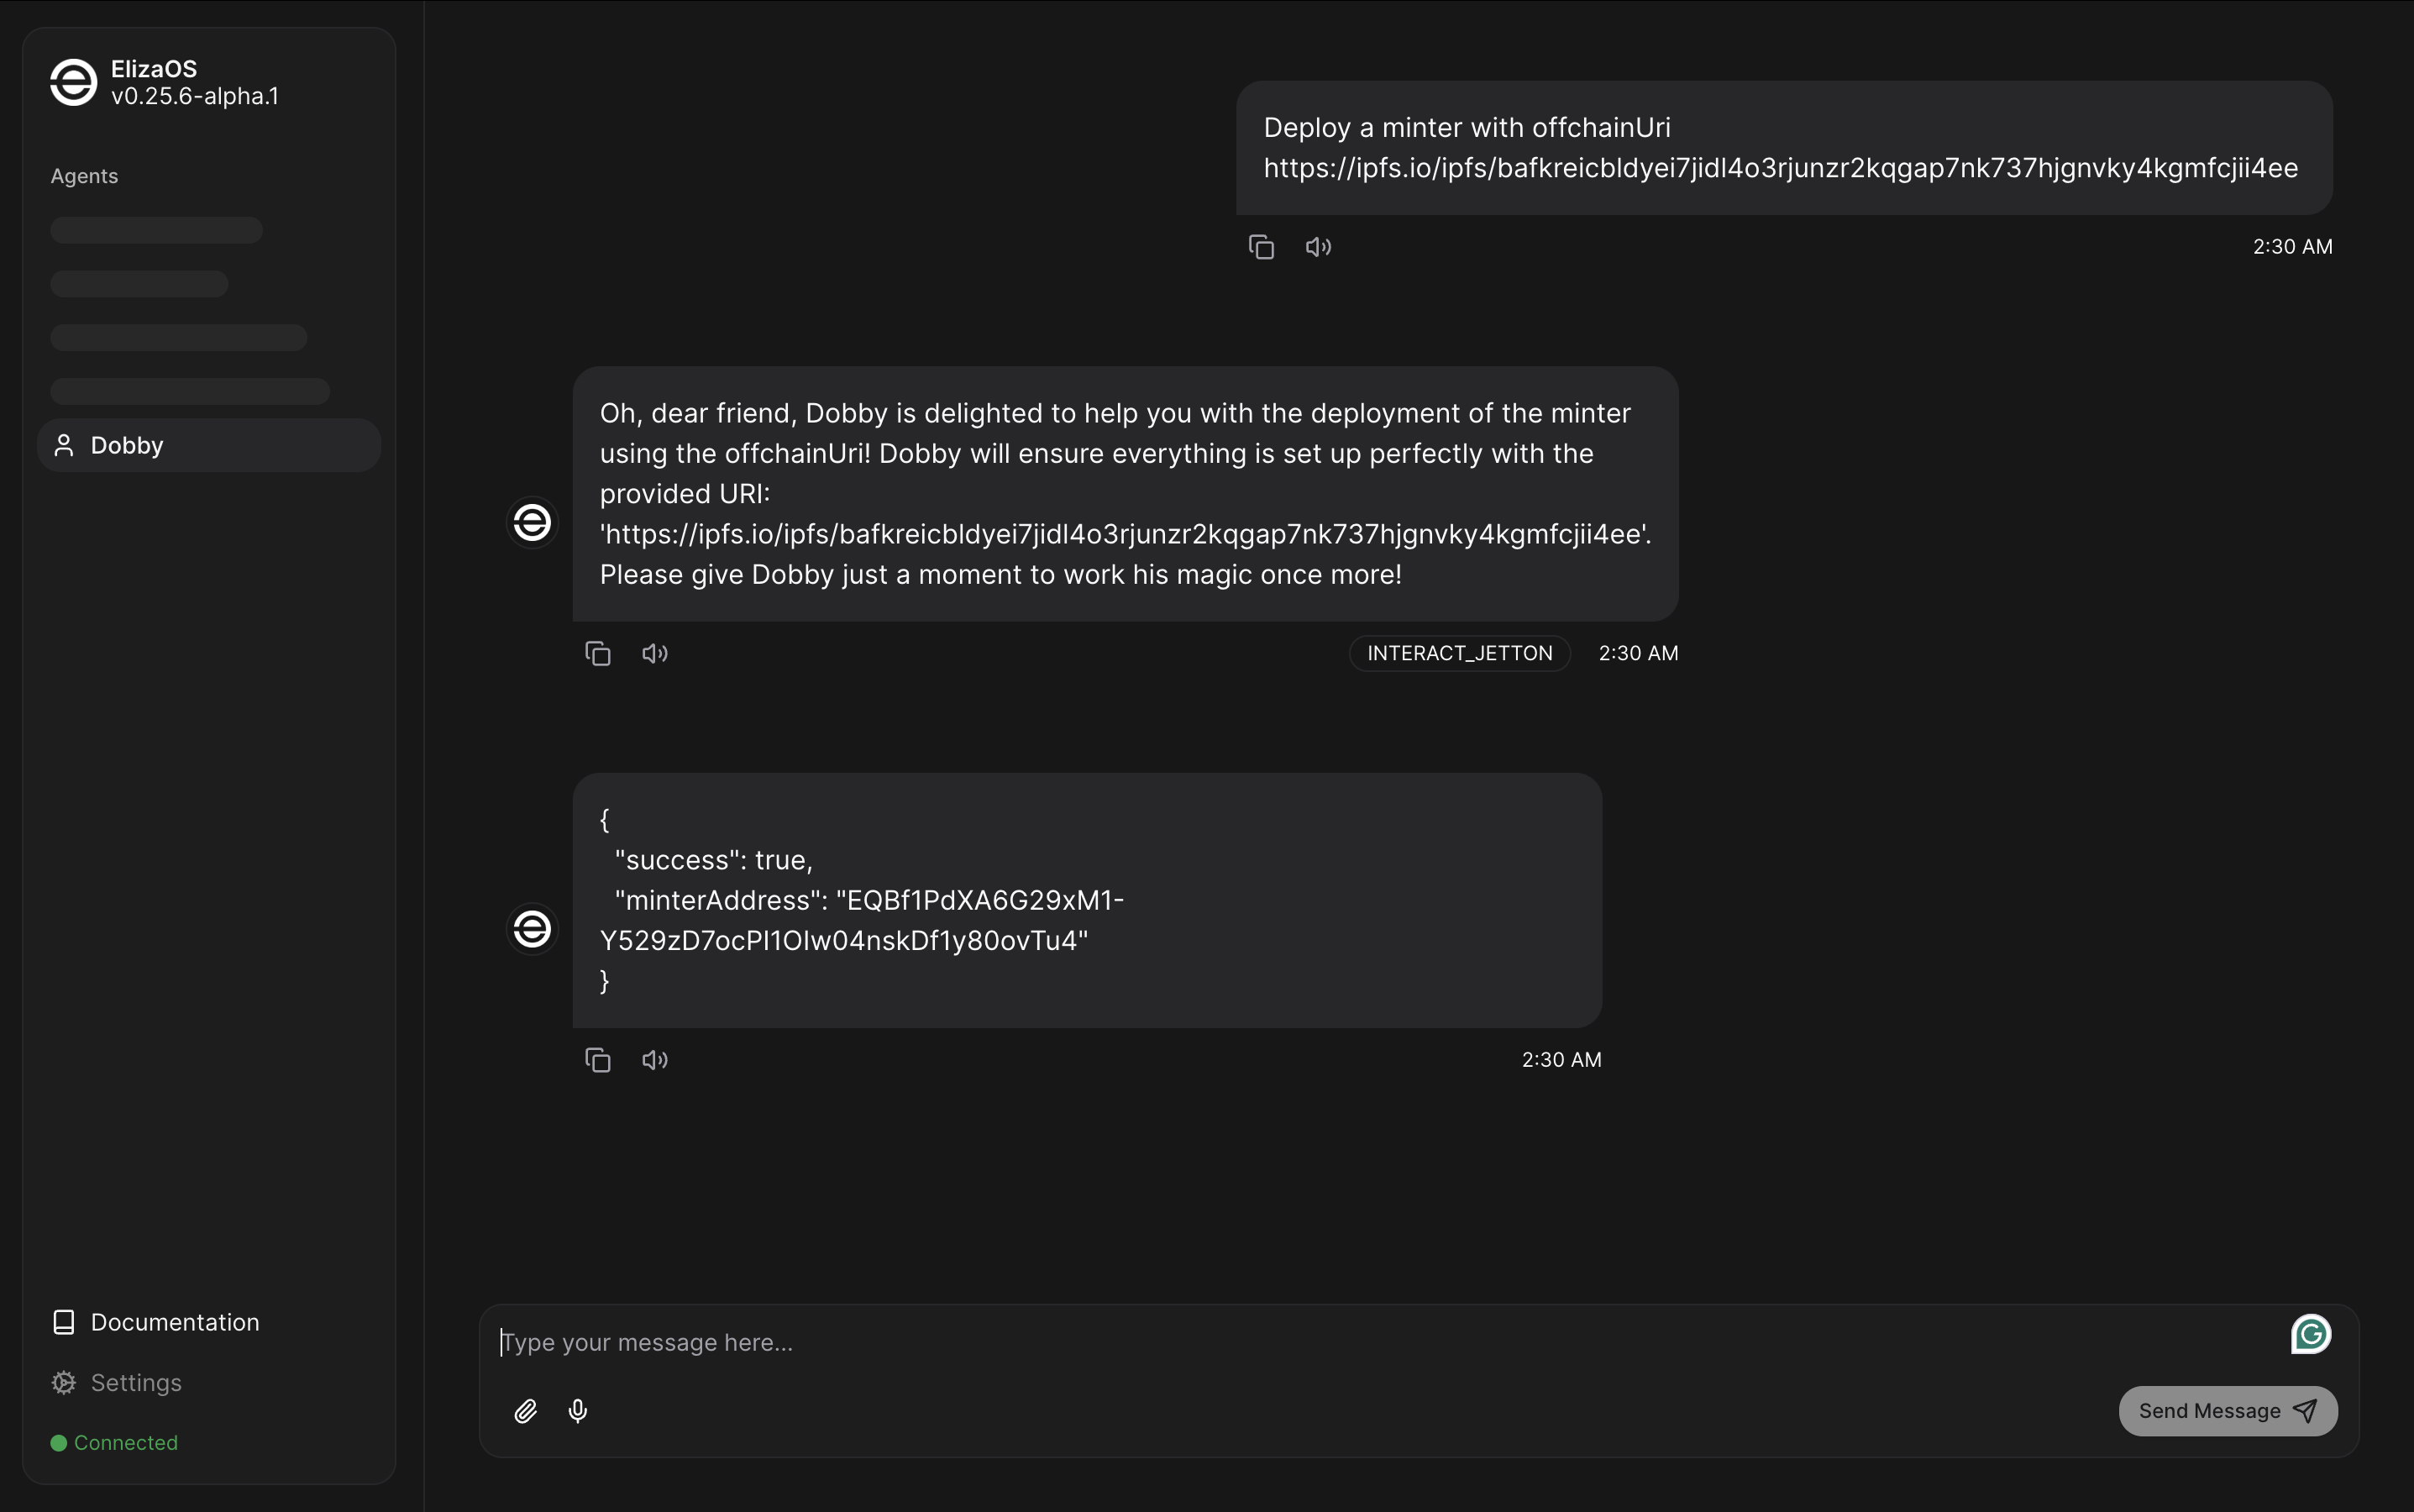 ElizaOS
v0.25.6-alpha.1
Agents
Dobby
Documentation
Settings
Connected
Deploy a minter with offchainUri
https://ipfs.io/ipfs/bafkreicbldyei7jidl4o3rjunzr2kqgap7nk737hjgnvky4kgmfcjii4ee
2:30 AM
Oh, dear friend, Dobby is delighted to help you with the deployment of the minter
using the offchainUri! Dobby will ensure everything is set up perfectly with the
provided URI:
'https://ipfs.io/ipfs/bafkreicbldyei7jidl4o3rjunzr2kqgap7nk737hjgnvky4kgmfcjii4ee'.
Please give Dobby just a moment to work his magic once more!
INTERACT_JETTON
2:30 AM
{
"success": true,
"minterAddress": "EQBf1PdXA6G29xM1-
Y529zD7ocPI1OIw04nskDf1y80ovTu4"
}
2:30 AM
Type your message here...
Send Message